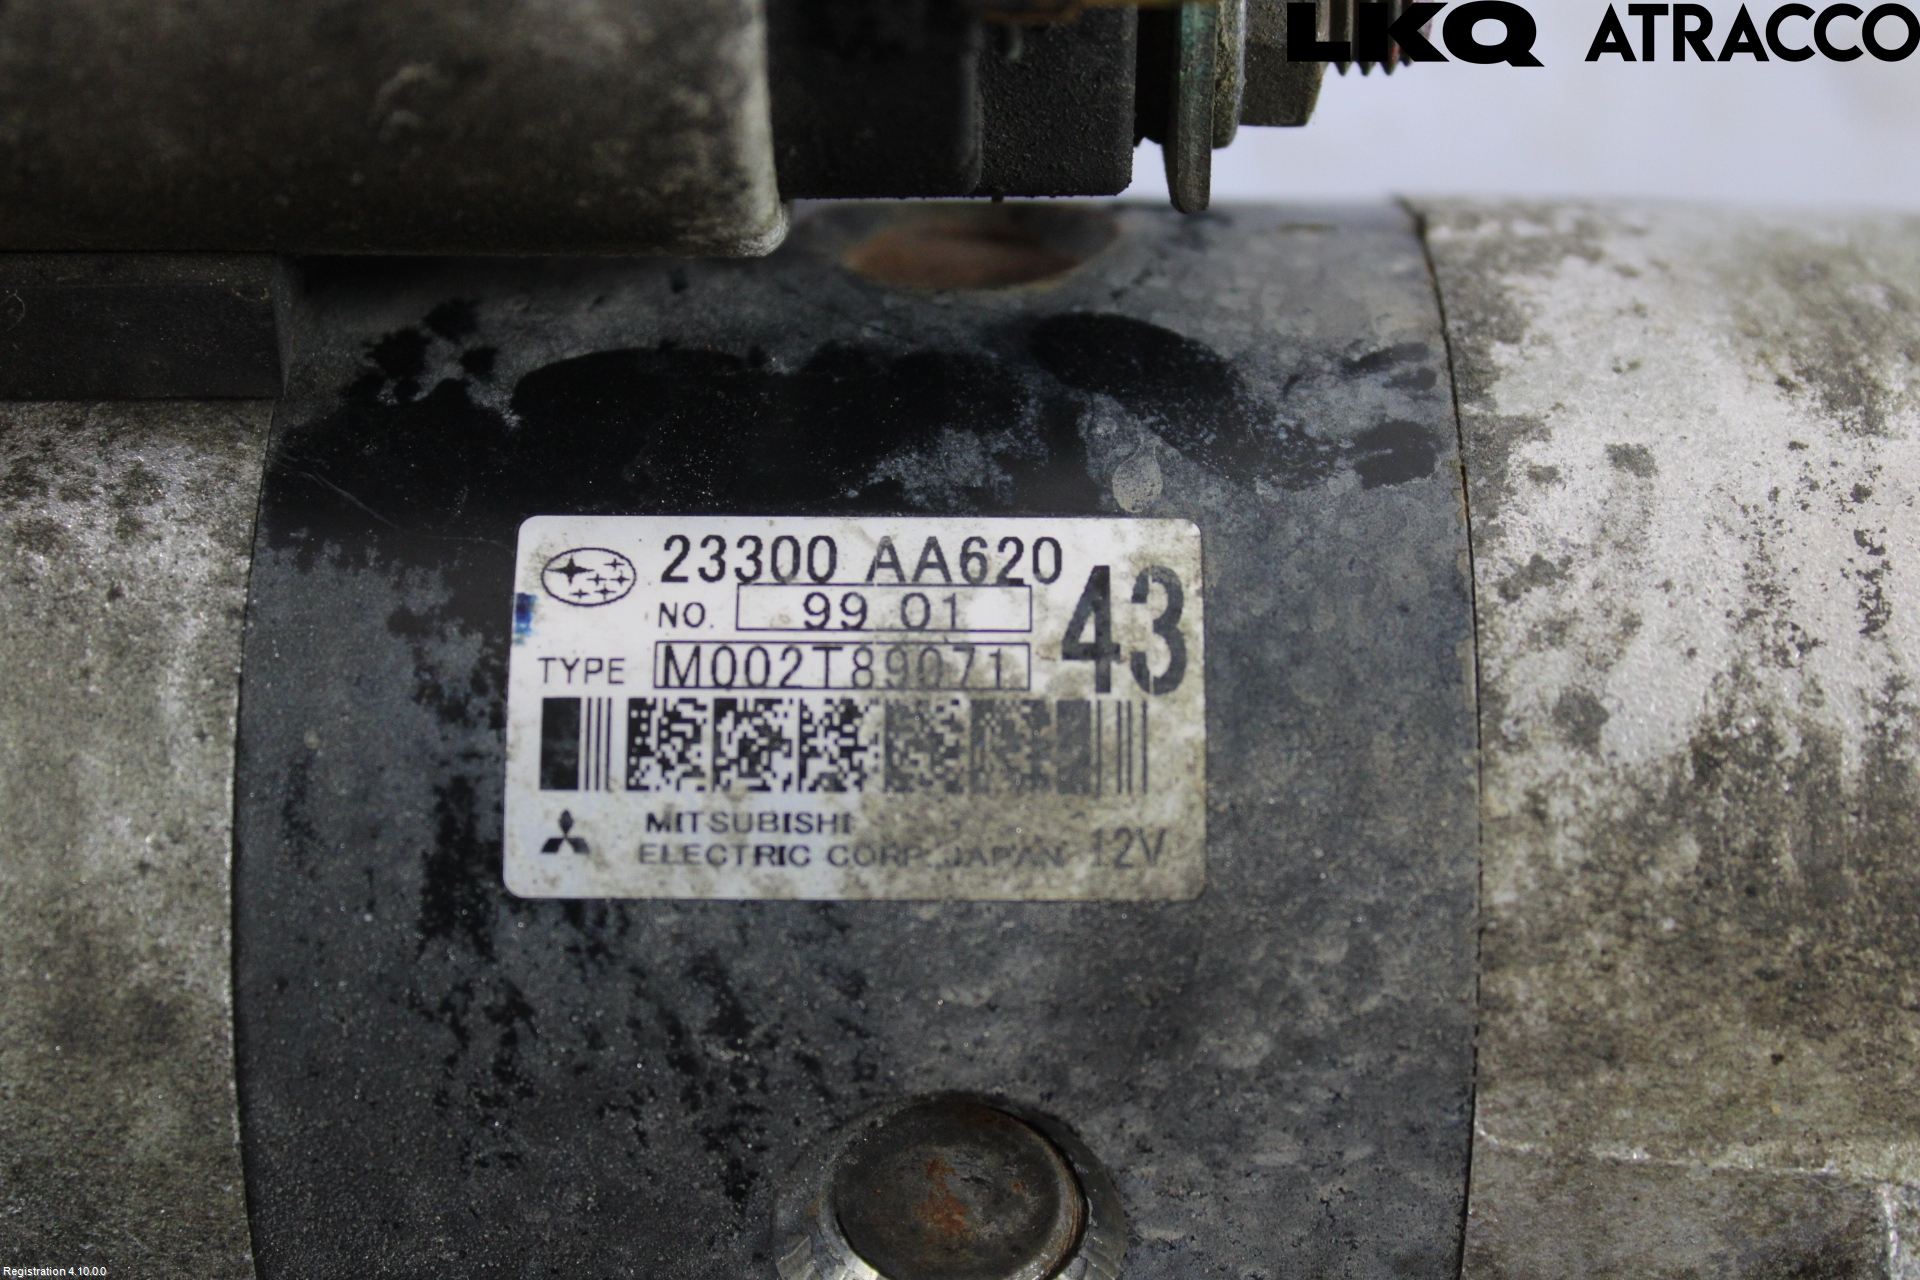 LKQ ATRACCO
23300 AA620
NO. 99 01
43
TYPE M002T89071
MITSUBISHI
ELECTRIC CORP. JAPAN 12V
Registration 4.10.0.0